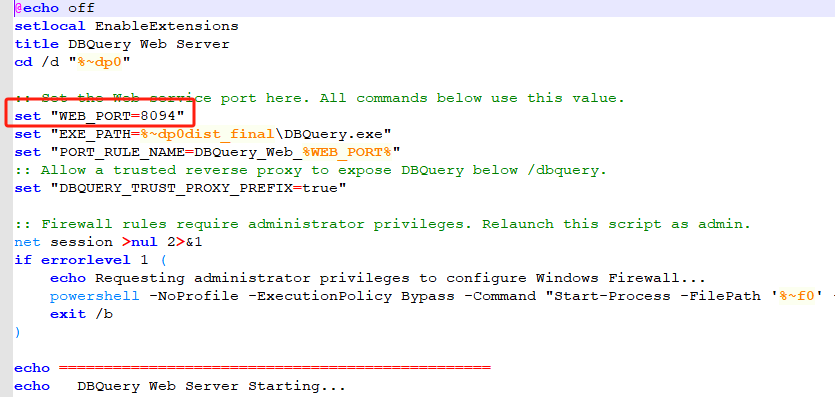 @echo off
setlocal EnableExtensions
title DBQuery Web Server
cd /d "%~dp0"
:: Set the Web service port here. All commands below use this value.
set "WEB_PORT=8094"
set "EXE_PATH=%~dp0dist_final\DBQuery.exe"
set "PORT_RULE_NAME=DBQuery_Web_%WEB_PORT%"
:: Allow a trusted reverse proxy to expose DBQuery below /dbquery.
set "DBQUERY_TRUST_PROXY_PREFIX=true"
:: Firewall rules require administrator privileges. Relaunch this script as admin.
net session >nul 2>&1
if errorlevel 1 (
    echo Requesting administrator privileges to configure Windows Firewall...
    powershell -NoProfile -ExecutionPolicy Bypass -Command "Start-Process -FilePath '%~f0' -
    exit /b
)
echo ================================================
echo   DBQuery Web Server Starting...